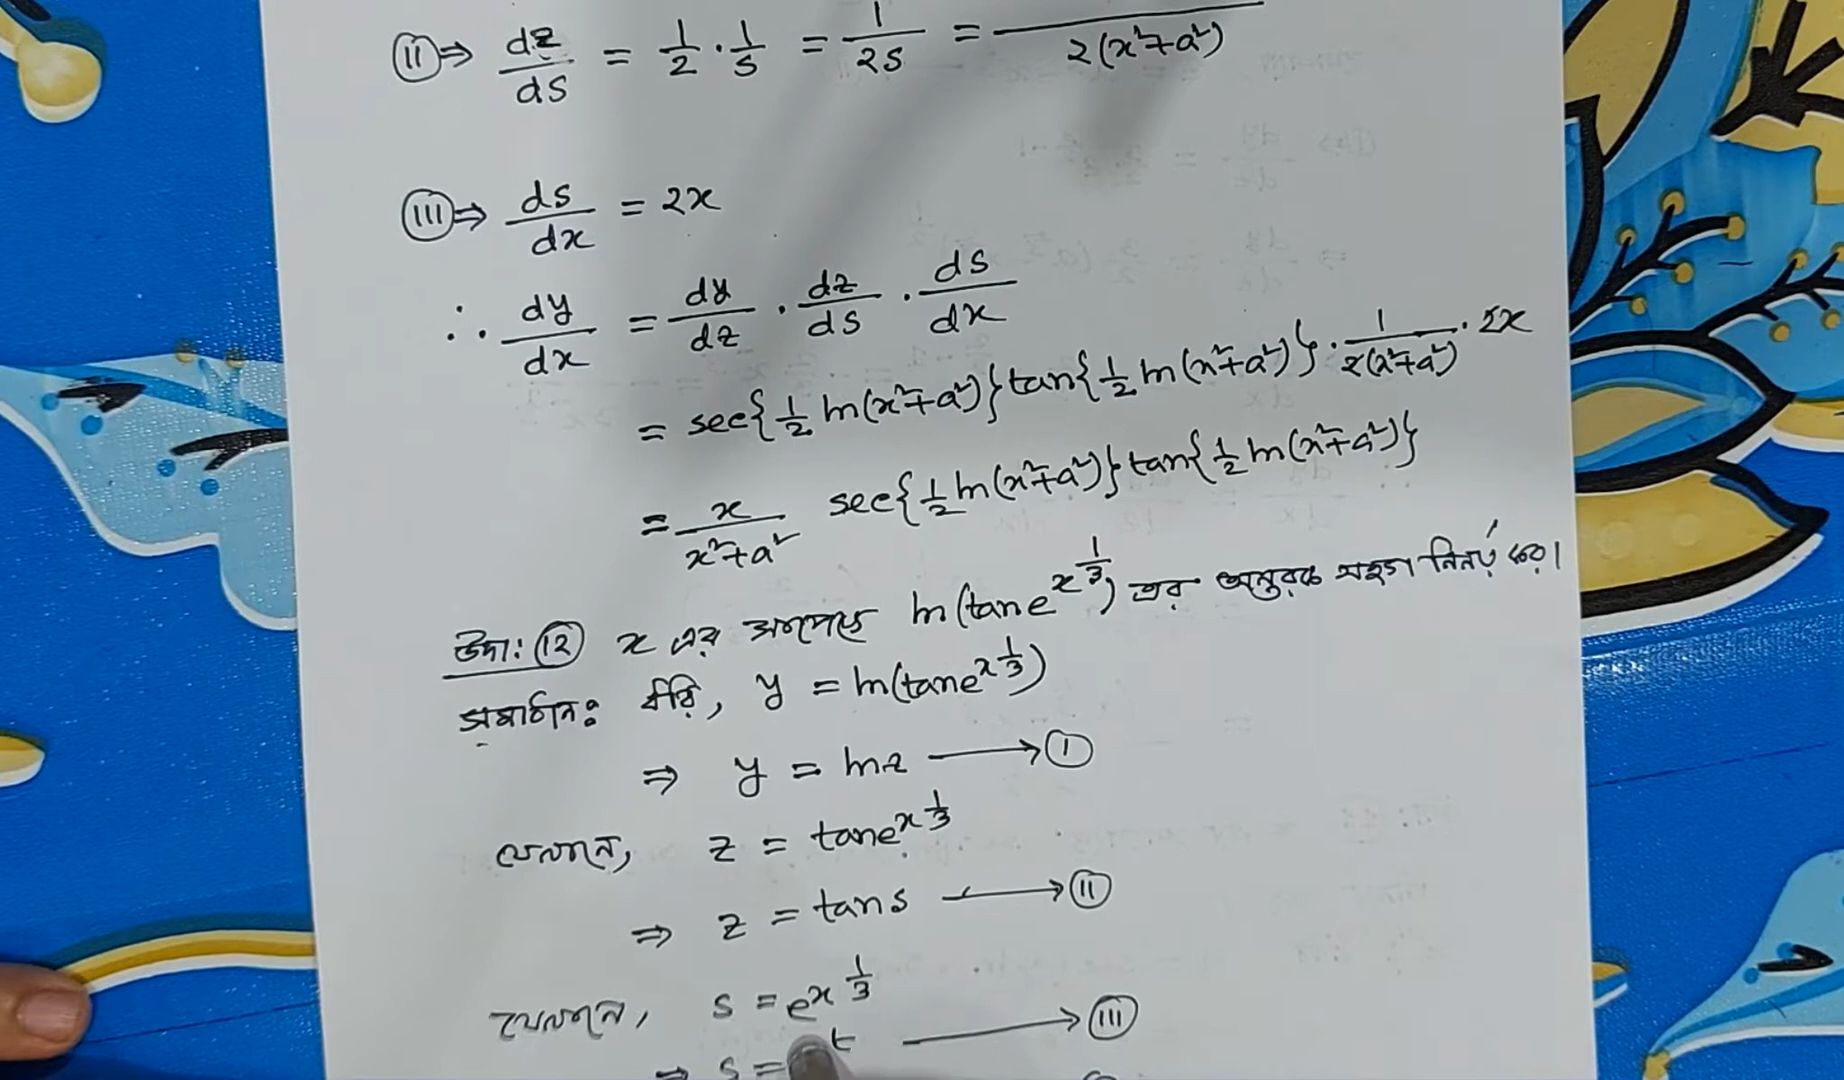 (II)⇒ dz/ds = 1/2 · 1/s = 1/2s = 1/2(x²+a²)
(III)⇒ ds/dx = 2x
∴ dy/dx = dy/dz · dz/ds · ds/dx
= sec{1/2 ln(x²+a²)}tan{1/2 ln(x²+a²)} · 1/2(x²+a²) · 2x
= x/x²+a² sec{1/2 ln(x²+a²)}tan{1/2 ln(x²+a²)}
উদা: (12) x এর সাপেক্ষে ln(tan e^x^1/3) এর অন্তরক সহগ নির্ণয় করো।
সমাধান: ধরি, y = ln(tan e^x^1/3)
⇒ y = ln z ⟶ (I)
যেখানে, z = tan e^x^1/3
⇒ z = tan s ⟶ (II)
যেখানে, s = e^x^1/3
⇒ s = t ⟶ (III)